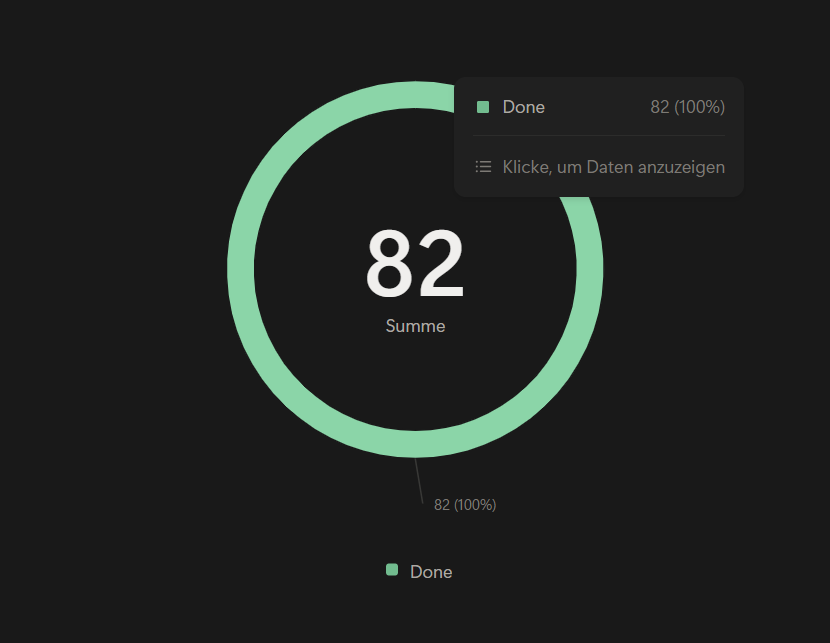 Done 82 (100%)
Klicke, um Daten anzuzeigen
82
Summe
82 (100%)
Done